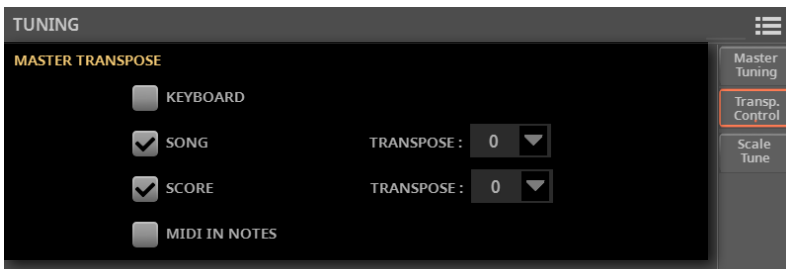 TUNING
MASTER TRANSPOSE
KEYBOARD
SONG TRANSPOSE : 0
SCORE TRANSPOSE : 0
MIDI IN NOTES
Master
Tuning
Transp.
Control
Scale
Tune